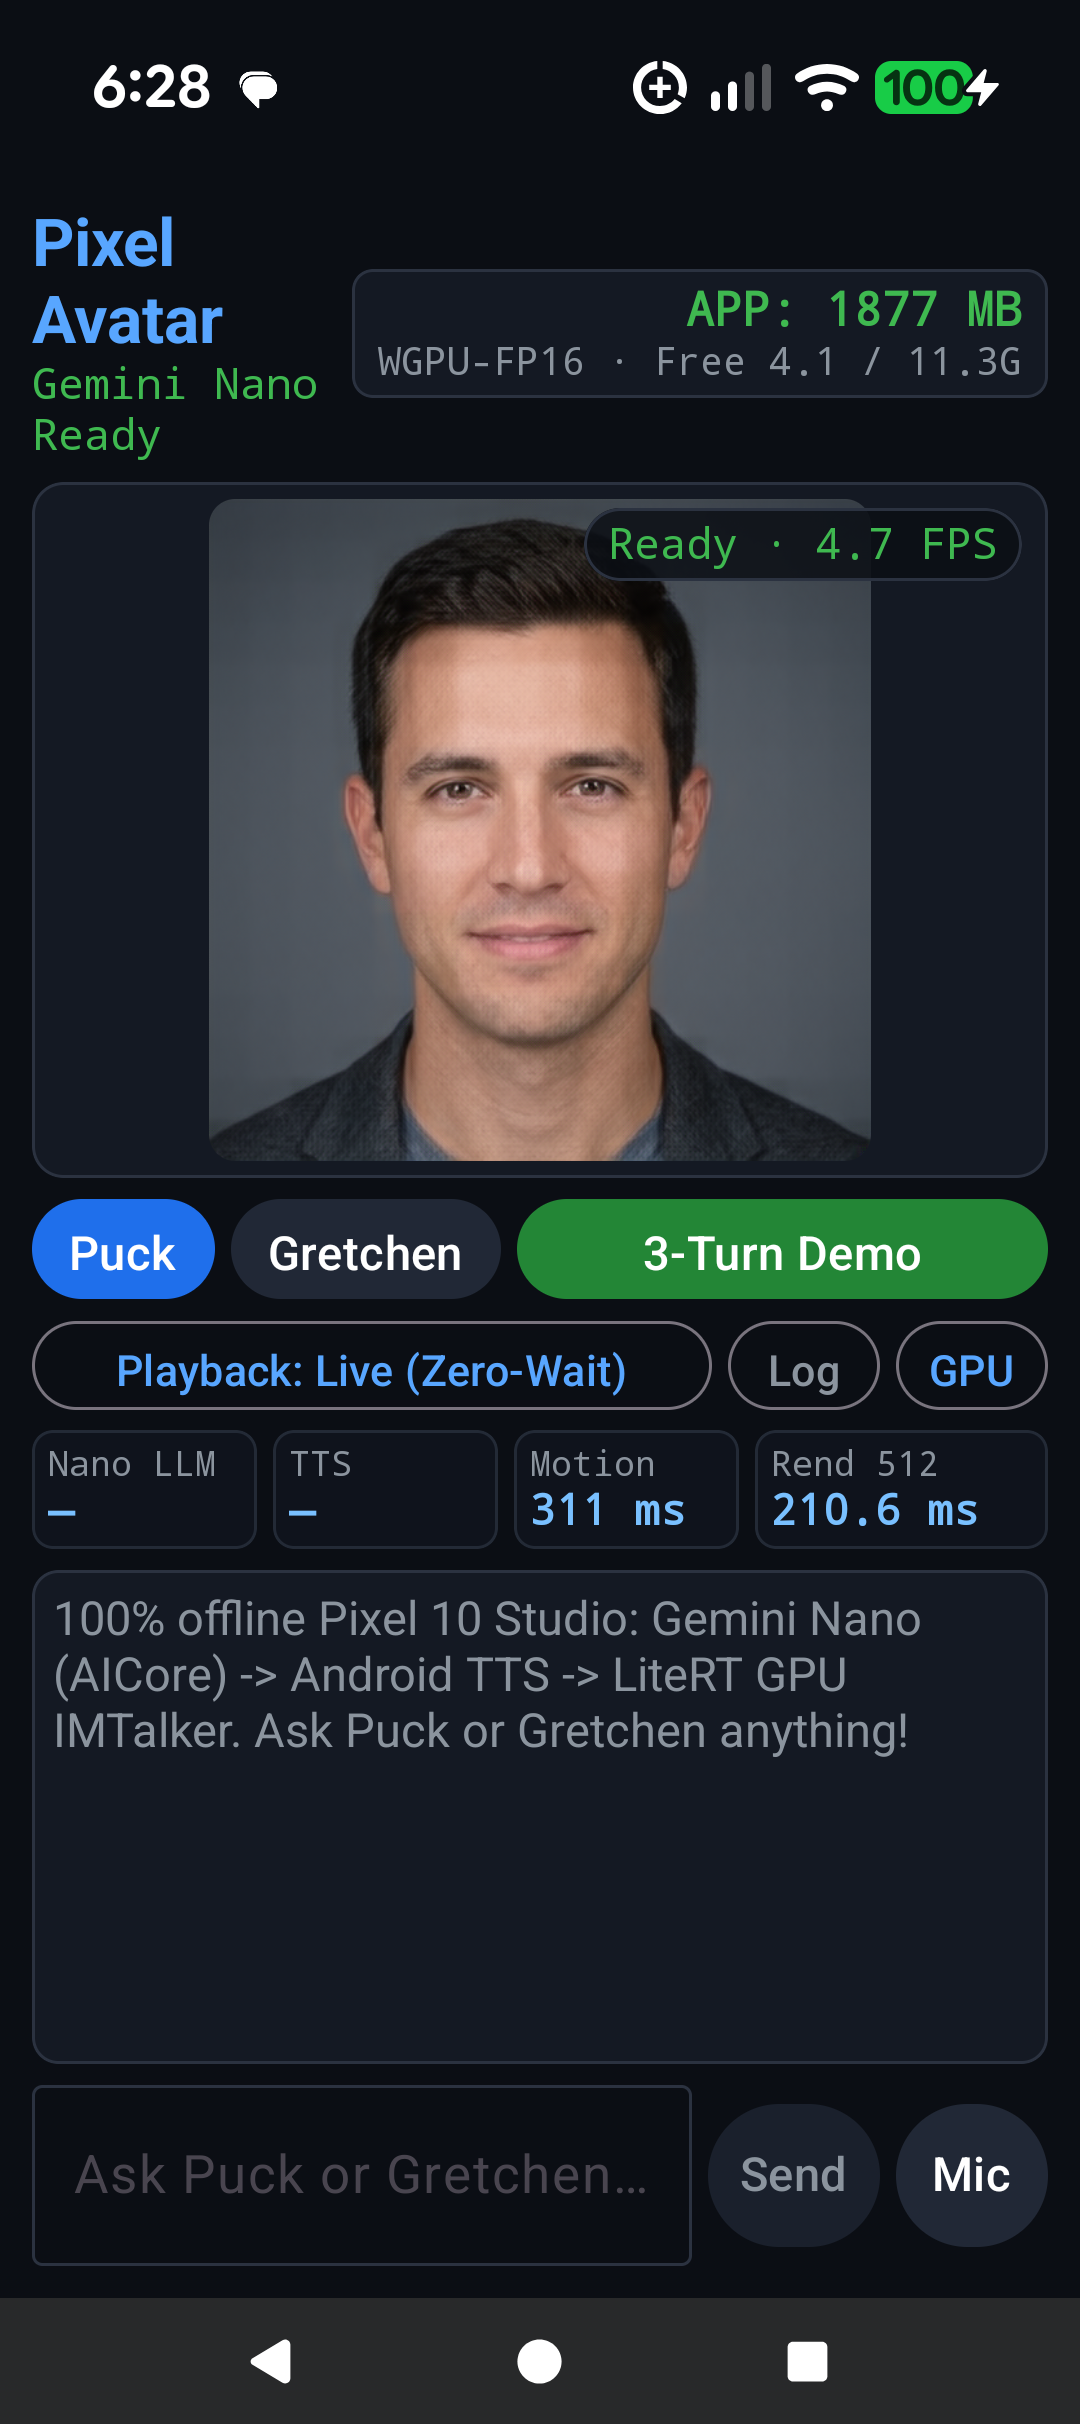 6:28
100
Pixel
Avatar
Gemini Nano
Ready
APP: 1877 MB
WGPU-FP16 · Free 4.1 / 11.3G
Ready · 4.7 FPS
Puck
Gretchen
3-Turn Demo
Playback: Live (Zero-Wait)
Log
GPU
Nano LLM
—
TTS
—
Motion
311 ms
Rend 512
210.6 ms
100% offline Pixel 10 Studio: Gemini Nano
(AICore) -> Android TTS -> LiteRT GPU
IMTalker. Ask Puck or Gretchen anything!
Ask Puck or Gretchen…
Send
Mic